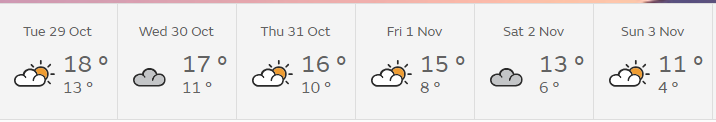 Tue 29 Oct
18 °
13 °
Wed 30 Oct
17 °
11 °
Thu 31 Oct
16 °
10 °
Fri 1 Nov
15 °
8 °
Sat 2 Nov
13 °
6 °
Sun 3 Nov
11 °
4 °